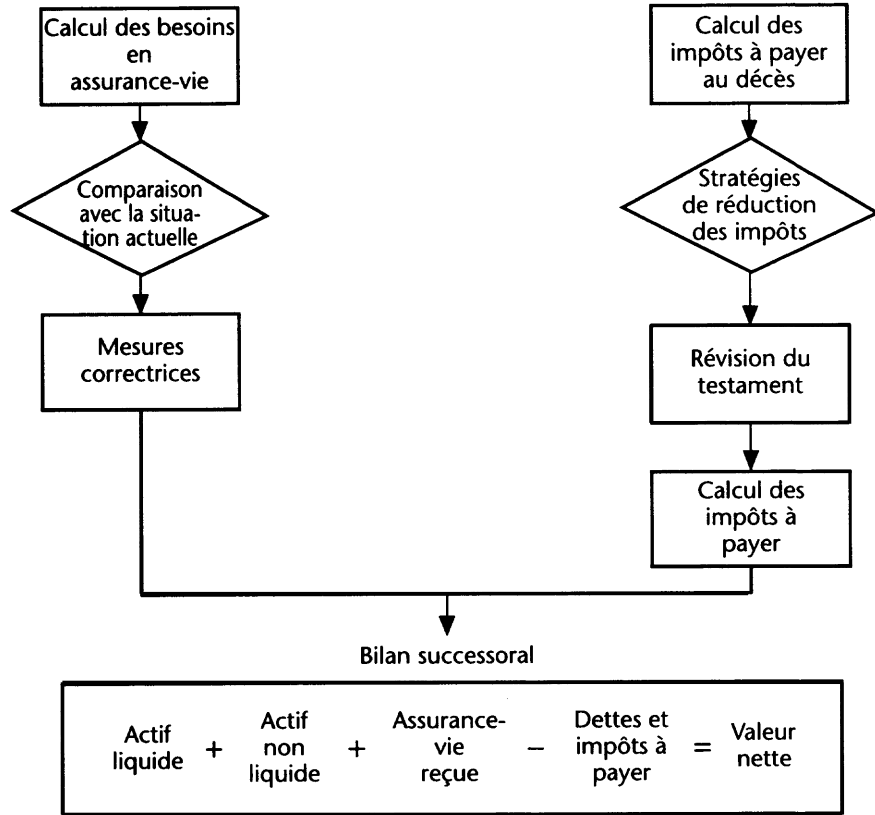 Calcul des besoins
en
assurance-vie
Comparaison
avec la situa-
tion actuelle
Mesures
correctrices
Calcul des
impôts à payer
au décès
Stratégies
de réduction
des impôts
Révision du
testament
Calcul des
impôts à
payer
Bilan successoral
Actif
liquide
+
Actif
non
liquide
+
Assurance-
vie
reçue
–
Dettes et
impôts à
payer
=
Valeur
nette